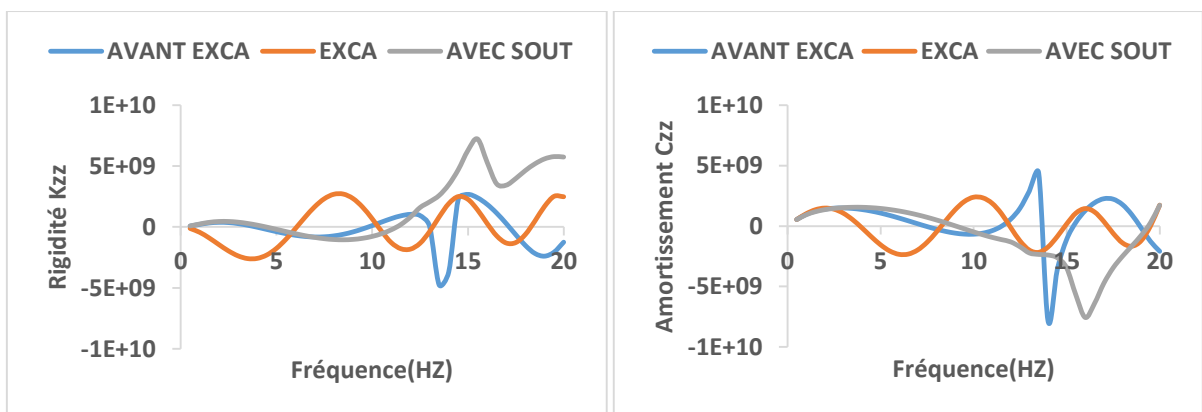 AVANT EXCA EXCA AVEC SOUT
1E+10
5E+09
0
-5E+09
-1E+10
0 5 10 15 20
Rigidité Kzz
Fréquence(HZ)
AVANT EXCA EXCA AVEC SOUT
1E+10
5E+09
0
-5E+09
-1E+10
0 5 10 15 20
Amortissement Czz
Fréquence(HZ)